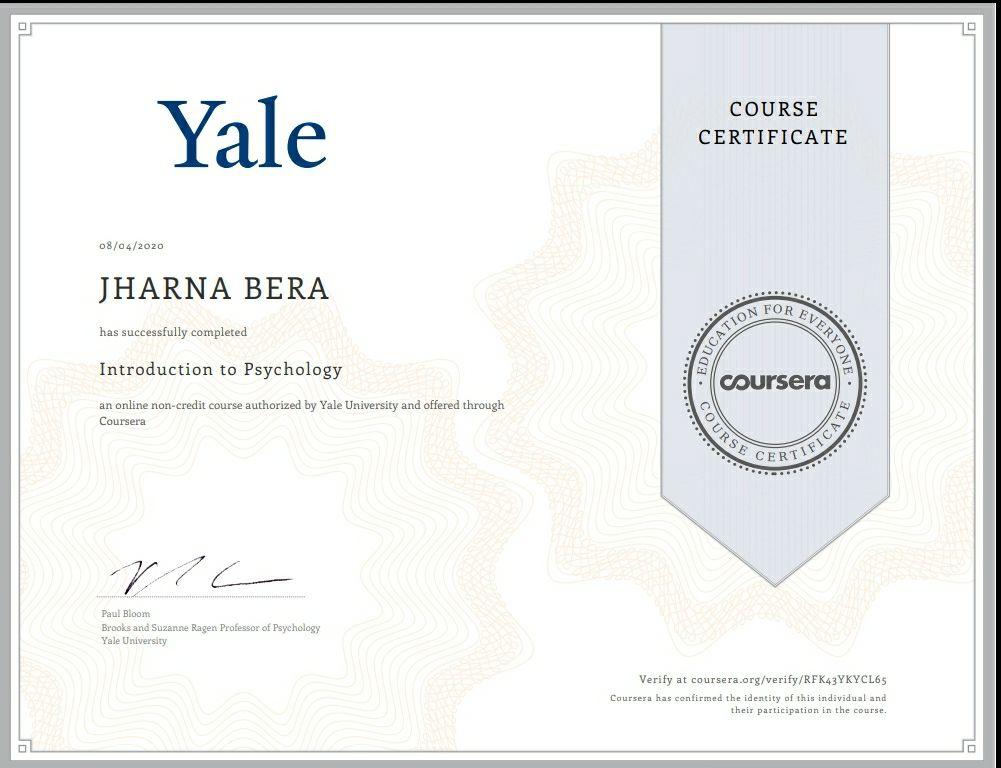 Yale
COURSE
CERTIFICATE
08/04/2020
JHARNA BERA
has successfully completed
Introduction to Psychology
an online non-credit course authorized by Yale University and offered through
Coursera
EDUCATION FOR EVERYONE
coursera
COURSE CERTIFICATE
Paul Bloom
Brooks and Suzanne Ragen Professor of Psychology
Yale University
Verify at coursera.org/verify/RFK43YKYCL65
Coursera has confirmed the identity of this individual and
their participation in the course.